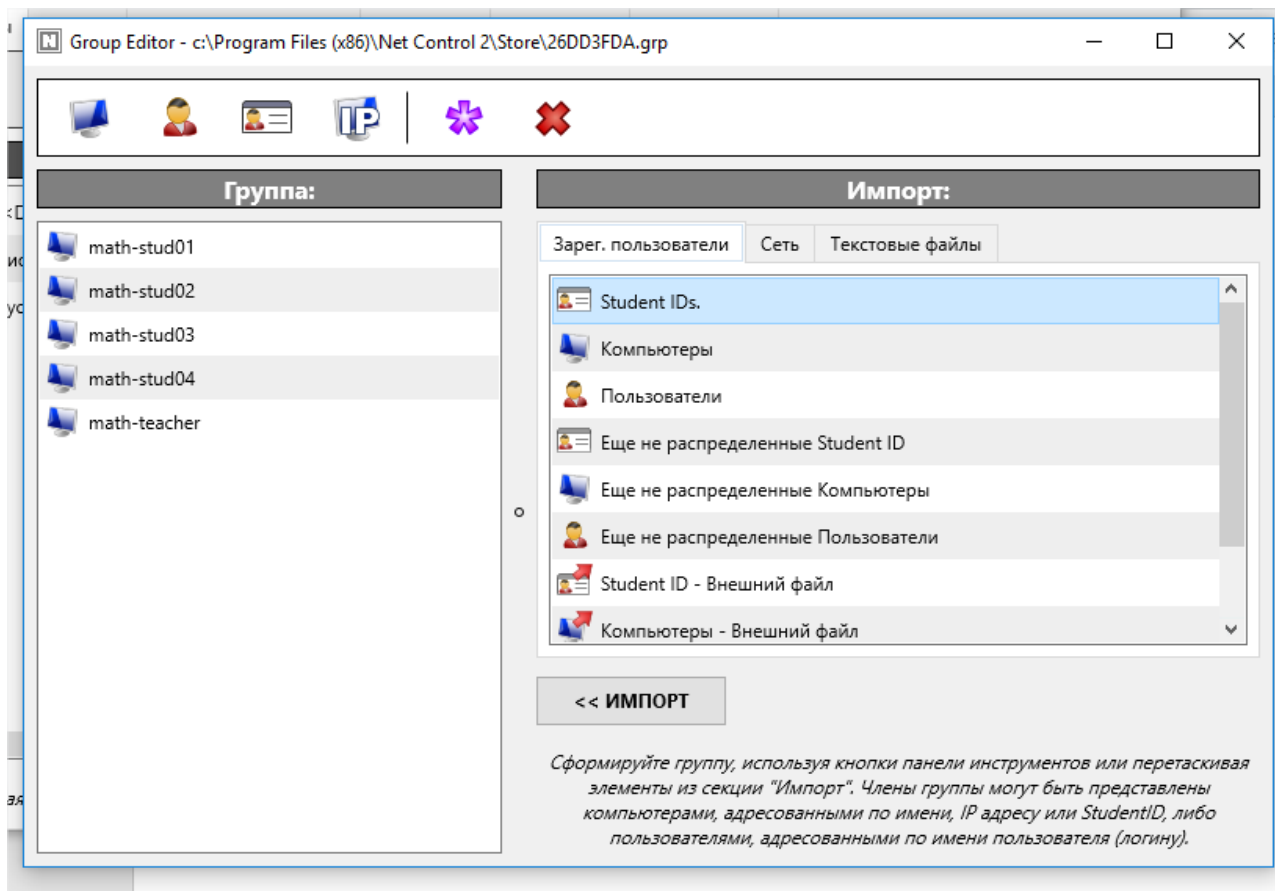 Group Editor - c:\Program Files (x86)\Net Control 2\Store\26DD3FDA.grp
IP
Группа:
math-stud01
math-stud02
math-stud03
math-stud04
math-teacher
Импорт:
Зарег. пользователи
Сеть
Текстовые файлы
Student IDs.
Компьютеры
Пользователи
Еще не распределенные Student ID
Еще не распределенные Компьютеры
Еще не распределенные Пользователи
Student ID - Внешний файл
Компьютеры - Внешний файл
<< ИМПОРТ
Сформируйте группу, используя кнопки панели инструментов или перетаскивая
элементы из секции "Импорт". Члены группы могут быть представлены
компьютерами, адресованными по имени, IP адресу или StudentID, либо
пользователями, адресованными по имени пользователя (логину).